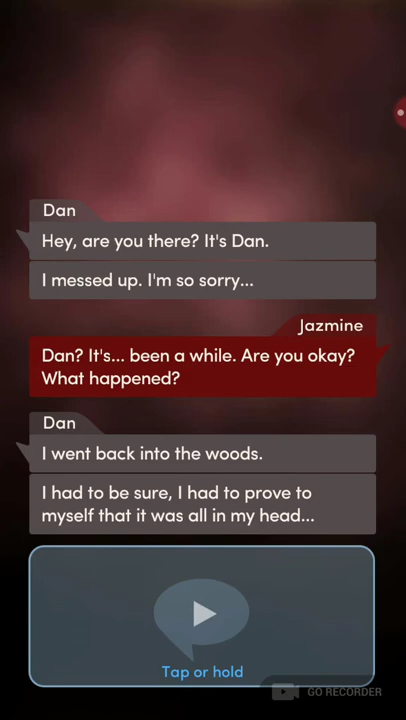 Dan
Hey, are you there? It's Dan.
I messed up. I'm so sorry...
Jazmine
Dan? It's... been a while. Are you okay?
What happened?
Dan
I went back into the woods.
I had to be sure, I had to prove to
myself that it was all in my head...
Tap or hold
GO RECORDER